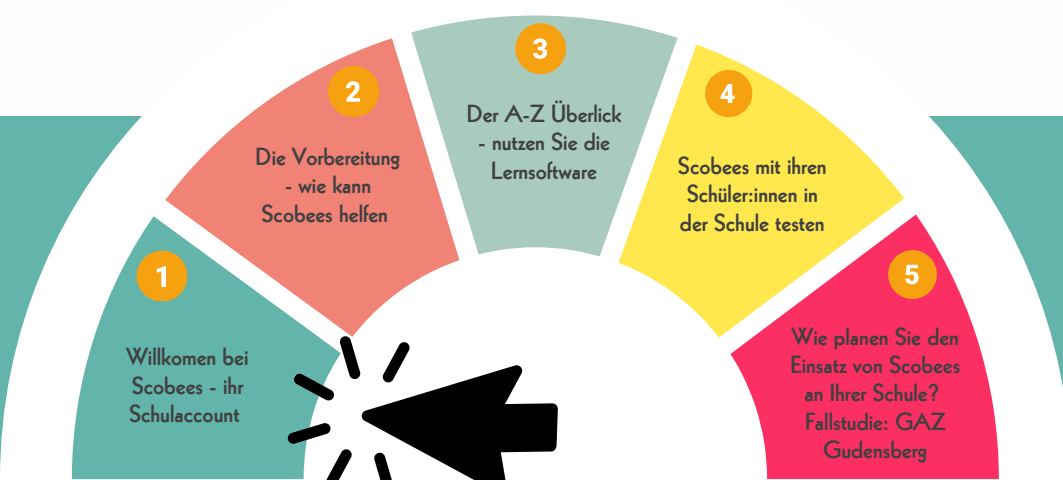 1
Willkomen bei
Scobees - ihr
Schulaccount
2
Die Vorbereitung
- wie kann
Scobees helfen
3
Der A-Z Überlick
- nutzen Sie die
Lernsoftware
4
Scobees mit ihren
Schüler:innen in
der Schule testen
5
Wie planen Sie den
Einsatz von Scobees
an Ihrer Schule?
Fallstudie: GAZ
Gudensberg